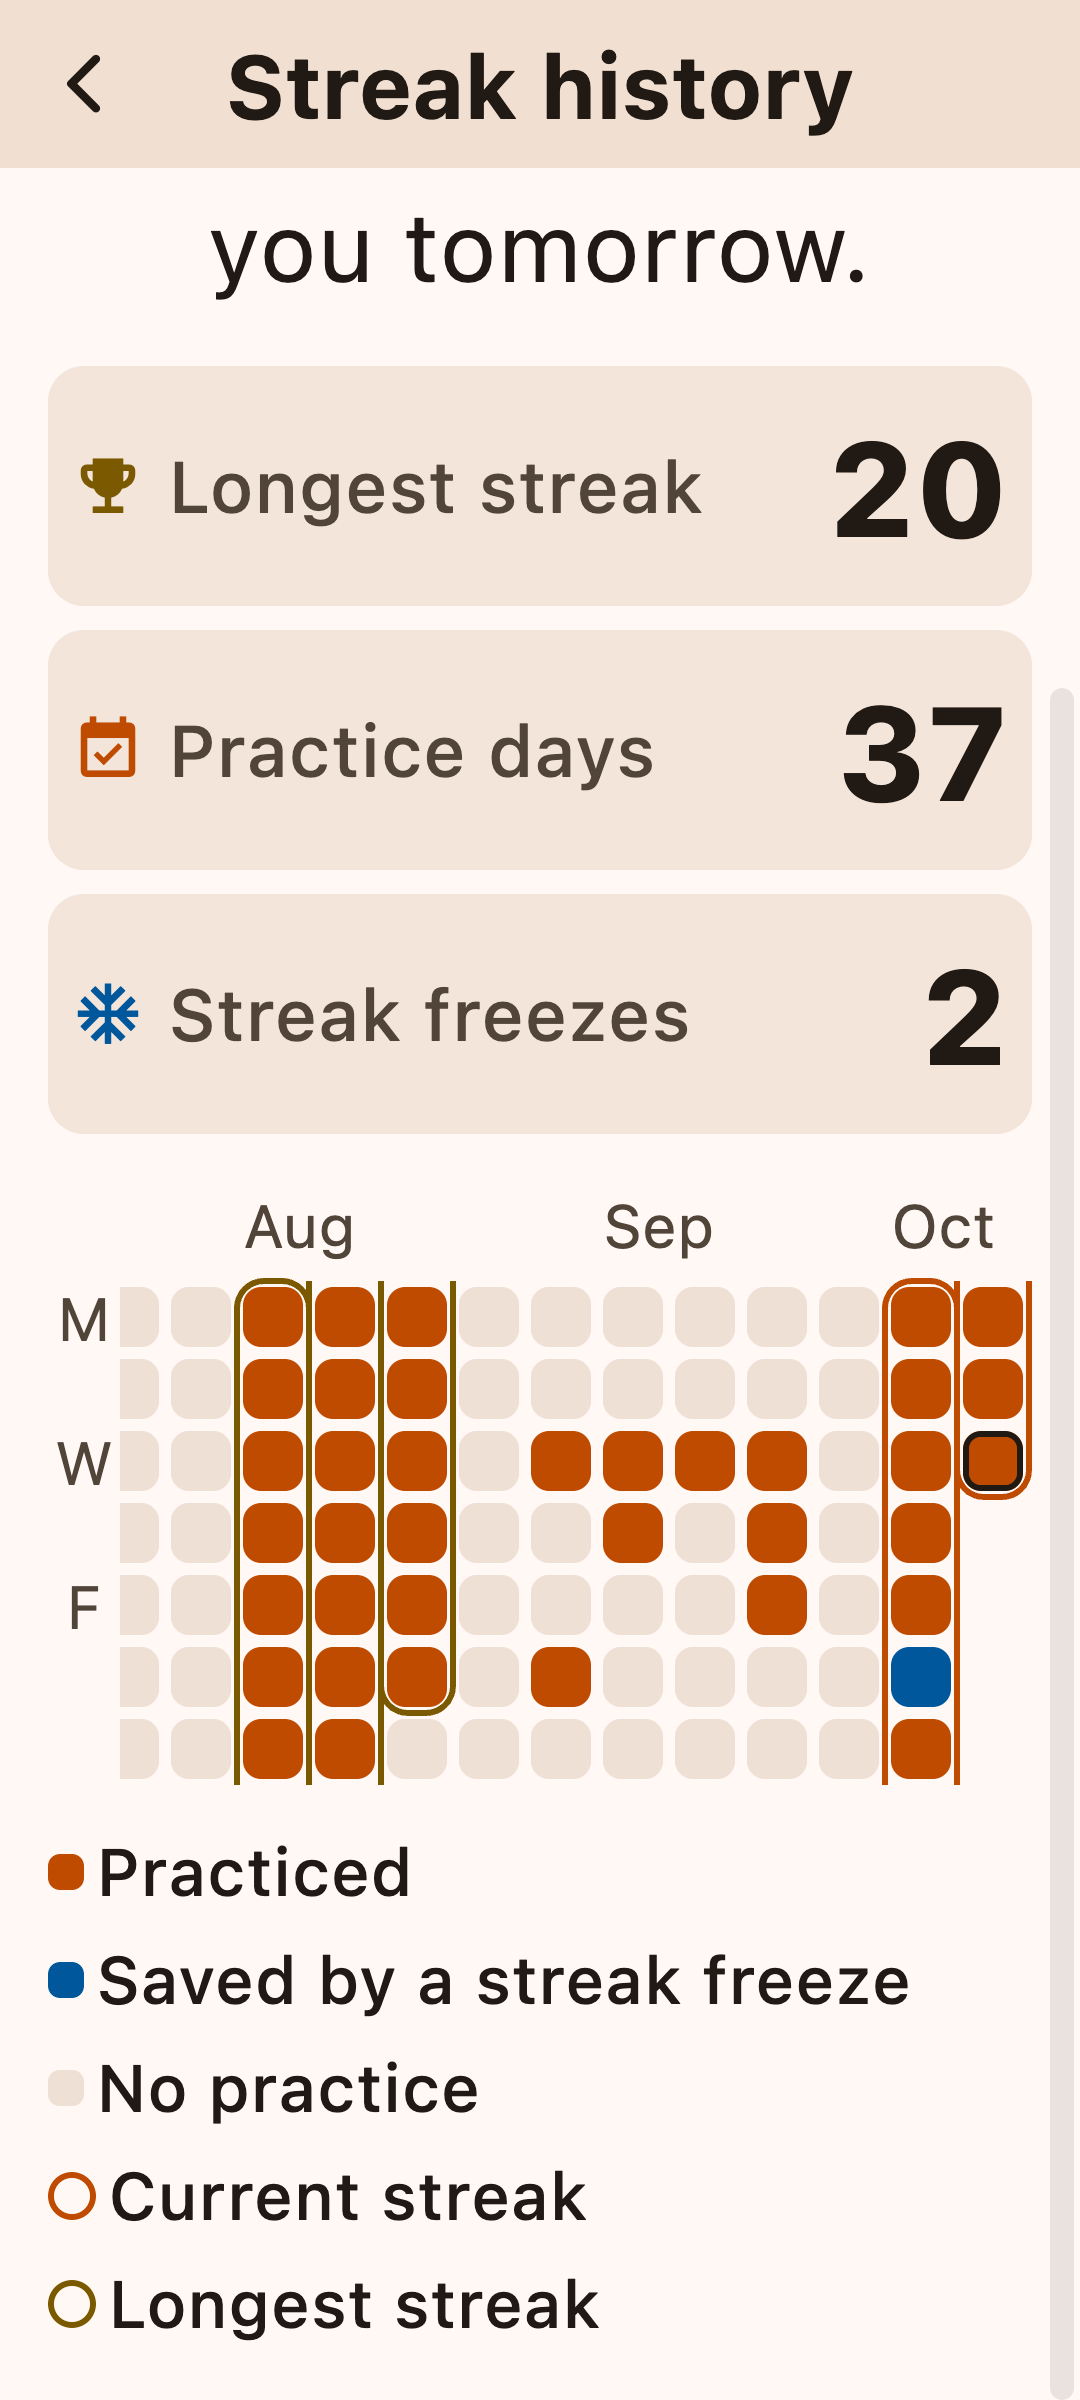 Streak history
you tomorrow.
Longest streak 20
Practice days 37
Streak freezes 2
Aug Sep Oct
M
W
F
Practiced
Saved by a streak freeze
No practice
Current streak
Longest streak